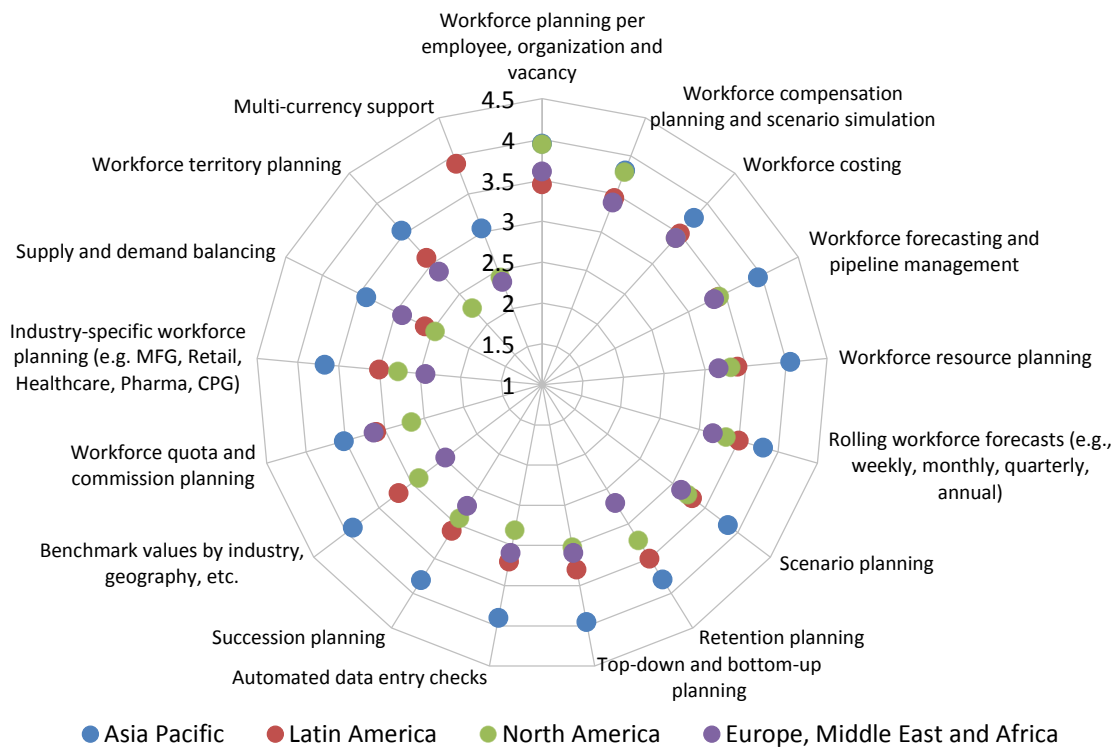 Workforce planning per
employee, organization and
vacancy
Workforce compensation
planning and scenario simulation
Workforce costing
Workforce forecasting and
pipeline management
Workforce resource planning
Rolling workforce forecasts (e.g.,
weekly, monthly, quarterly,
annual)
Scenario planning
Retention planning
Top-down and bottom-up
planning
Automated data entry checks
Succession planning
Benchmark values by industry,
geography, etc.
Workforce quota and
commission planning
Industry-specific workforce
planning (e.g. MFG, Retail,
Healthcare, Pharma, CPG)
Supply and demand balancing
Workforce territory planning
Multi-currency support
4.5
4
3.5
3
2.5
2
1.5
1
Asia Pacific
Latin America
North America
Europe, Middle East and Africa